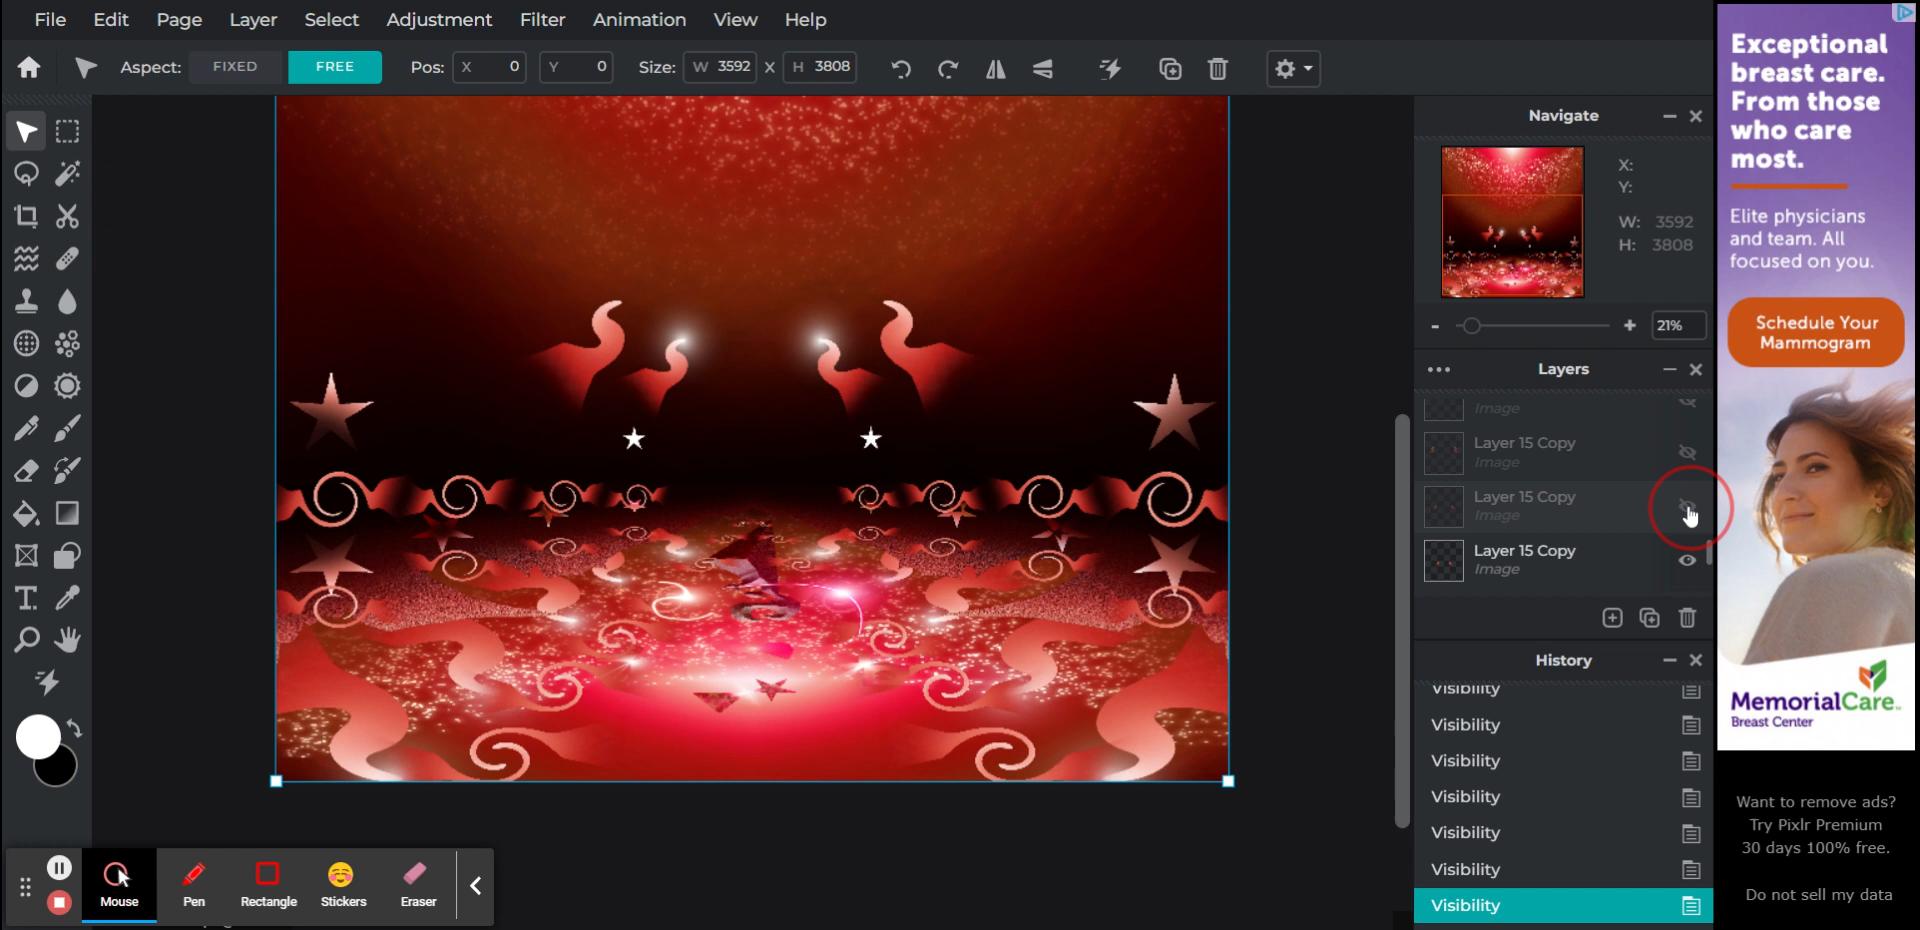 File Edit Page Layer Select Adjustment Filter Animation View Help
Aspect: FIXED FREE Pos: X 0 Y 0 Size: W 3592 X H 3808
Navigate
X:
Y:
W: 3592
H: 3808
- + 21%
Layers
Image
Layer 15 Copy
Image
Layer 15 Copy
Image
Layer 15 Copy
Image
History
Visibility
Visibility
Visibility
Visibility
Visibility
Visibility
Visibility
Mouse Pen Rectangle Stickers Eraser
Exceptional
breast care.
From those
who care
most.
Elite physicians
and team. All
focused on you.
Schedule Your
Mammogram
MemorialCare
Breast Center
Want to remove ads?
Try Pixlr Premium
30 days 100% free.
Do not sell my data